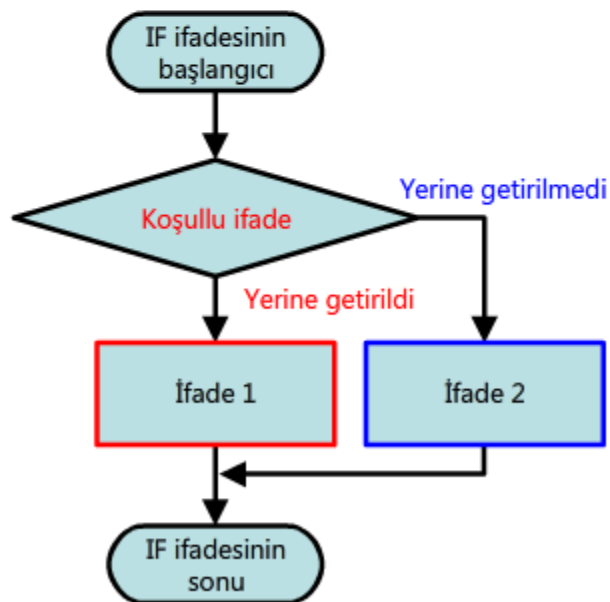 IF ifadesinin
başlangıcı
Yerine getirilmedi
Koşullu ifade
Yerine getirildi
İfade 1
İfade 2
IF ifadesinin
sonu